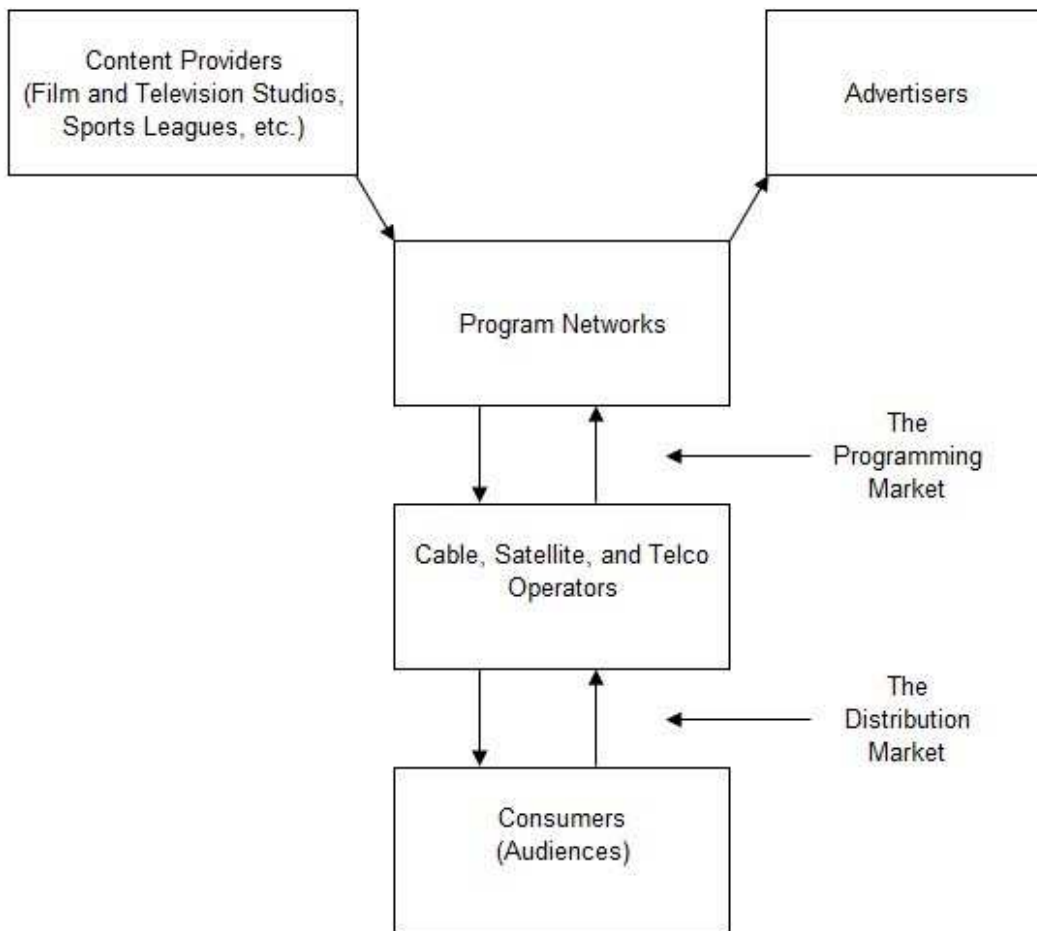 Content Providers
(Film and Television Studios,
Sports Leagues, etc.)
Advertisers
Program Networks
The
Programming
Market
Cable, Satellite, and Telco
Operators
The
Distribution
Market
Consumers
(Audiences)